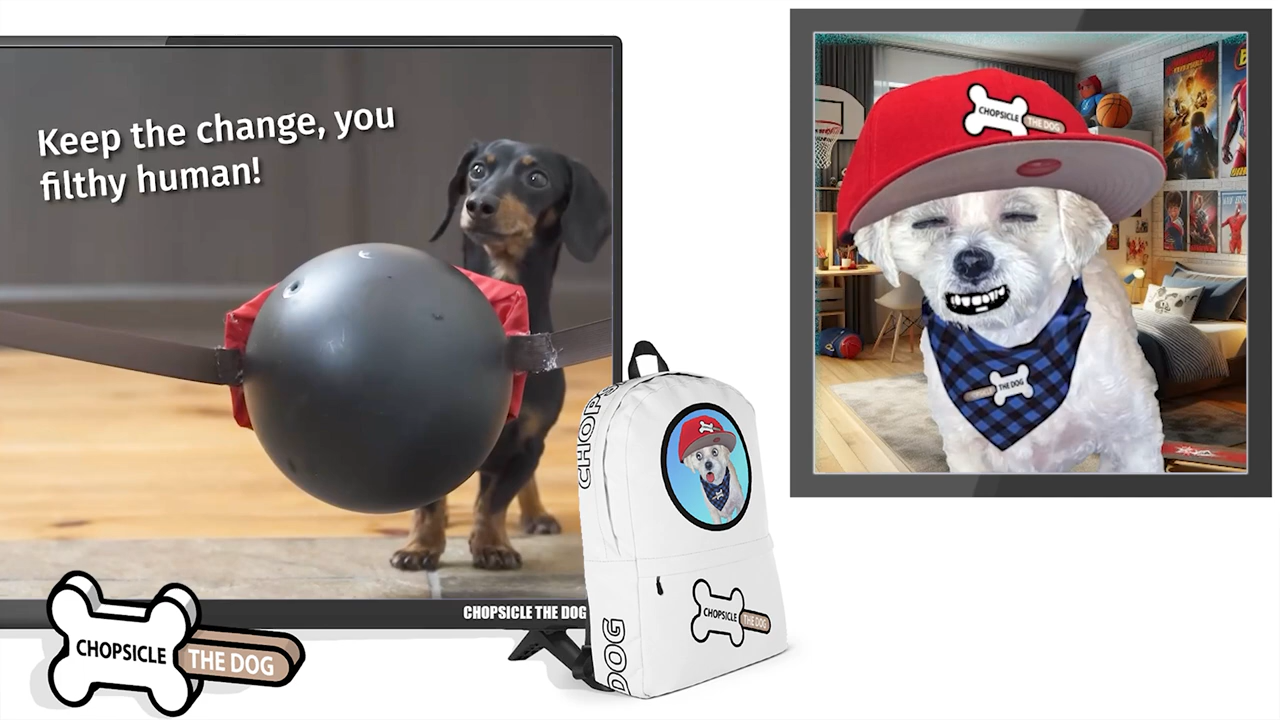 Keep the change, you
filthy human!
CHOPSICLE THE DOG
CHOPSICLE
THE DOG
CHOPS
DOG
CHOPSICLE
THE DOG
CHOPSICLE
THE DOG
THE DOG